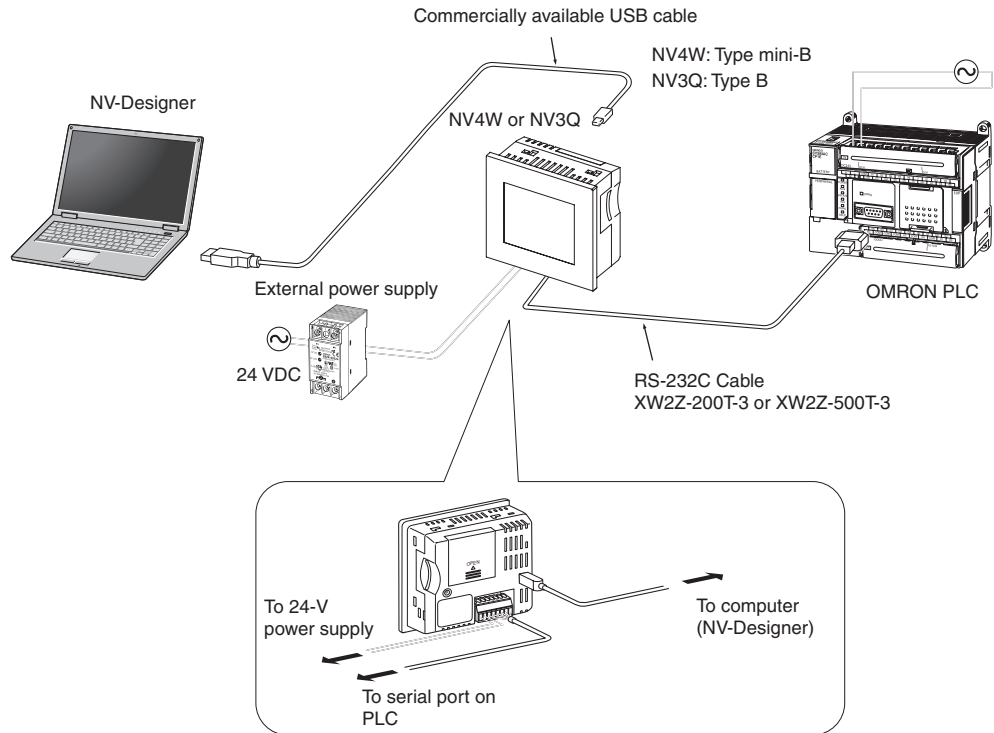 Commercially available USB cable
NV4W: Type mini-B
NV3Q: Type B
NV-Designer
NV4W or NV3Q
OMRON PLC
External power supply
24 VDC
RS-232C Cable
XW2Z-200T-3 or XW2Z-500T-3
OPEN
To 24-V
power supply
To computer
(NV-Designer)
To serial port on
PLC